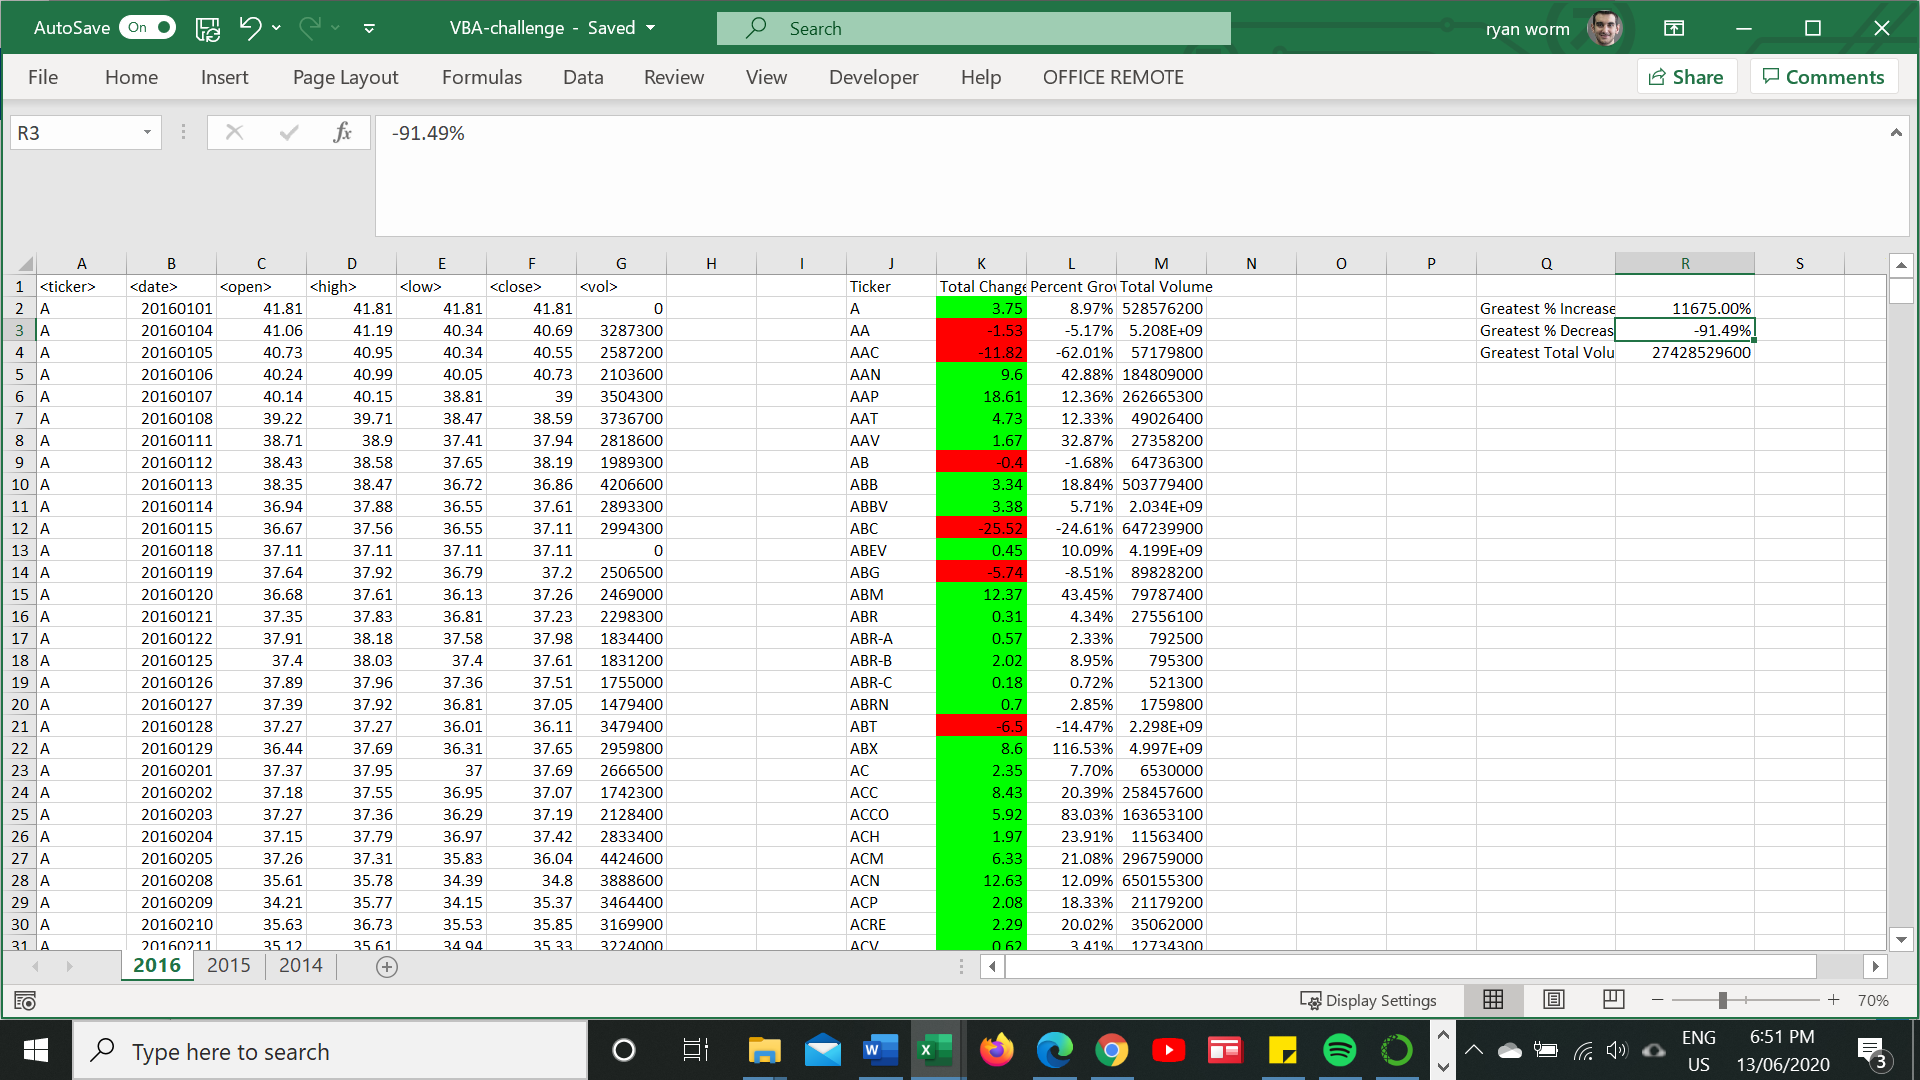 AutoSave On VBA-challenge - Saved Search ryan worm
File Home Insert Page Layout Formulas Data Review View Developer Help OFFICE REMOTE Share Comments
R3 fx -91.49%
A B C D E F G H I J K L M N O P Q R S
1 <ticker> <date> <open> <high> <low> <close> <vol> Ticker Total Change Percent Gro Total Volume
2 A 20160101 41.81 41.81 41.81 41.81 0 A 3.75 8.97% 528576200 Greatest % Increase 11675.00%
3 A 20160104 41.06 41.19 40.34 40.69 3287300 AA -1.53 -5.17% 5.208E+09 Greatest % Decreas -91.49%
4 A 20160105 40.73 40.95 40.34 40.55 2587200 AAC -11.82 -62.01% 57179800 Greatest Total Volu 27428529600
5 A 20160106 40.24 40.99 40.05 40.73 2103600 AAN 9.6 42.88% 184809000
6 A 20160107 40.14 40.15 38.81 39 3504300 AAP 18.61 12.36% 262665300
7 A 20160108 39.22 39.71 38.47 38.59 3736700 AAT 4.73 12.33% 49026400
8 A 20160111 38.71 38.9 37.41 37.94 2818600 AAV 1.67 32.87% 27358200
9 A 20160112 38.43 38.58 37.65 38.19 1989300 AB -0.4 -1.68% 64736300
10 A 20160113 38.35 38.47 36.72 36.86 4206600 ABB 3.34 18.84% 503779400
11 A 20160114 36.94 37.88 36.55 37.61 2893300 ABBV 3.38 5.71% 2.034E+09
12 A 20160115 36.67 37.56 36.55 37.11 2994300 ABC -25.52 -24.61% 647239900
13 A 20160118 37.11 37.11 37.11 37.11 0 ABEV 0.45 10.09% 4.199E+09
14 A 20160119 37.64 37.92 36.79 37.2 2506500 ABG -5.74 -8.51% 89828200
15 A 20160120 36.68 37.61 36.13 37.26 2469000 ABM 12.37 43.45% 79787400
16 A 20160121 37.35 37.83 36.81 37.23 2298300 ABR 0.31 4.34% 27556100
17 A 20160122 37.91 38.18 37.58 37.98 1834400 ABR-A 0.57 2.33% 792500
18 A 20160125 37.4 38.03 37.4 37.61 1831200 ABR-B 2.02 8.95% 795300
19 A 20160126 37.89 37.96 37.36 37.51 1755000 ABR-C 0.18 0.72% 521300
20 A 20160127 37.39 37.92 36.81 37.05 1479400 ABRN 0.7 2.85% 1759800
21 A 20160128 37.27 37.27 36.01 36.11 3479400 ABT -6.5 -14.47% 2.298E+09
22 A 20160129 36.44 37.69 36.31 37.65 2959800 ABX 8.6 116.53% 4.997E+09
23 A 20160201 37.37 37.95 37 37.69 2666500 AC 2.35 7.70% 6530000
24 A 20160202 37.18 37.55 36.95 37.07 1742300 ACC 8.43 20.39% 258457600
25 A 20160203 37.27 37.36 36.29 37.19 2128400 ACCO 5.92 83.03% 163653100
26 A 20160204 37.15 37.79 36.97 37.42 2833400 ACH 1.97 23.91% 11563400
27 A 20160205 37.26 37.31 35.83 36.04 4424600 ACM 6.33 21.08% 296759000
28 A 20160208 35.61 35.78 34.39 34.8 3888600 ACN 12.63 12.09% 650155300
29 A 20160209 34.21 35.77 34.15 35.37 3464400 ACP 2.08 18.33% 21179200
30 A 20160210 35.63 36.73 35.53 35.85 3169900 ACRE 2.29 20.02% 35062000
31 A 20160211 35.12 35.61 34.94 35.33 3224000 ACV 0.62 3.41% 12734300
2016 2015 2014
Display Settings 70%
Type here to search ENG 6:51 PM
US 13/06/2020 3